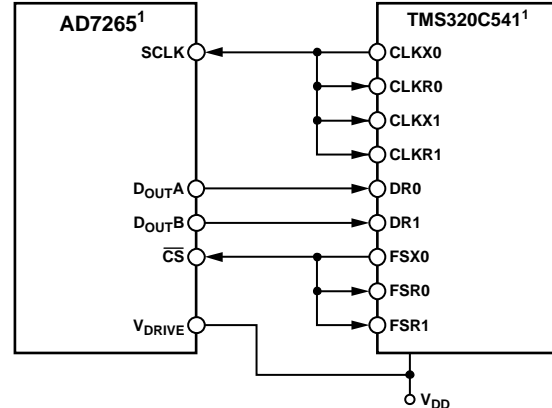 AD7265¹
TMS320C541¹
SCLK
CLKX0
CLKR0
CLKX1
CLKR1
DOUTA
DR0
DOUTB
DR1
CS
FSX0
FSR0
VDRIVE
FSR1
VDD